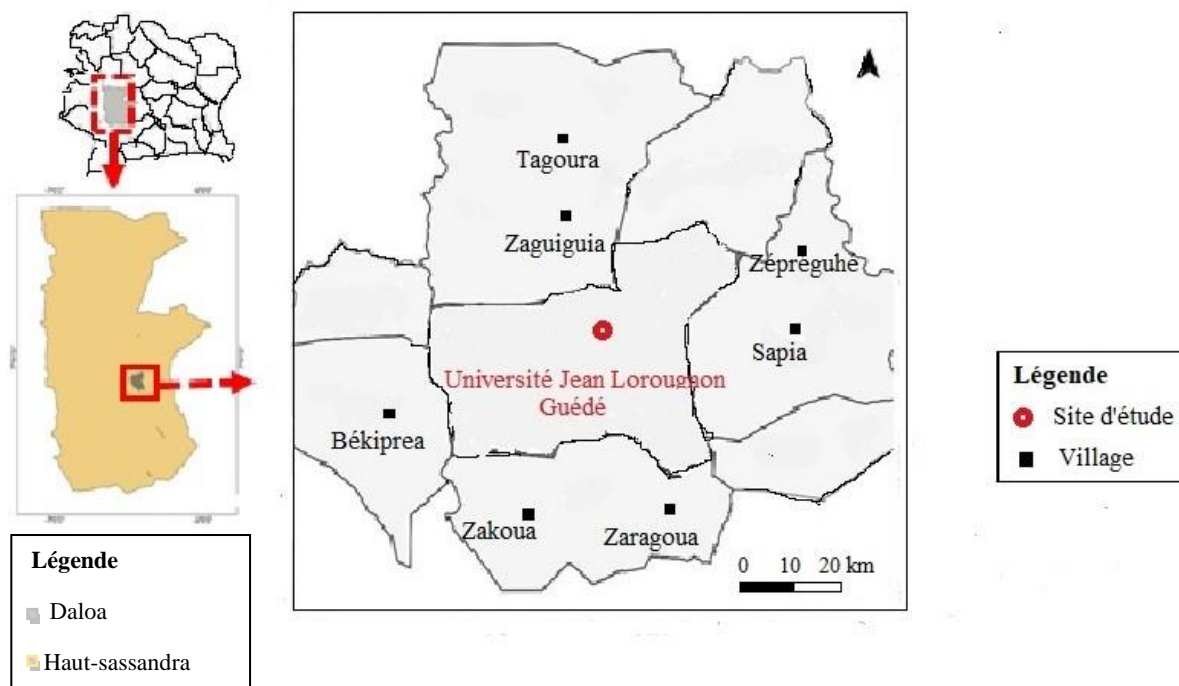 Tagoura
Zaguiguia
Zépréguhé
Sapia
Université Jean Lorougnon
Guédé
Békiprea
Zakoua
Zaragoua
0 10 20 km
Légende
Site d'étude
Village
Légende
Daloa
Haut-sassandra